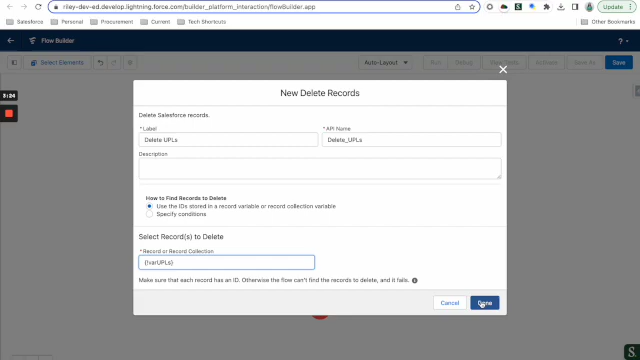 riley-dev-ed.develop.lightning.force.com/builder_platform_interaction/flowBuilder.app
Update
Salesforce
Personal
Procurement
Current
Tech Shortcuts
Other Bookmarks
Flow Builder
?
Select Elements
Auto-Layout
Run
Debug
Save As
Save
3:24
New Delete Records
Delete Salesforce records.
*Label
*API Name
Delete UPLs
Delete_UPLs
Description
How to Find Records to Delete
Use the IDs stored in a record variable or record collection variable
Specify conditions
Select Record(s) to Delete
*Record or Record Collection
{!varUPLs}
Make sure that each record has an ID. Otherwise the flow can't find the records to delete, and it fails.
Cancel
Done
S